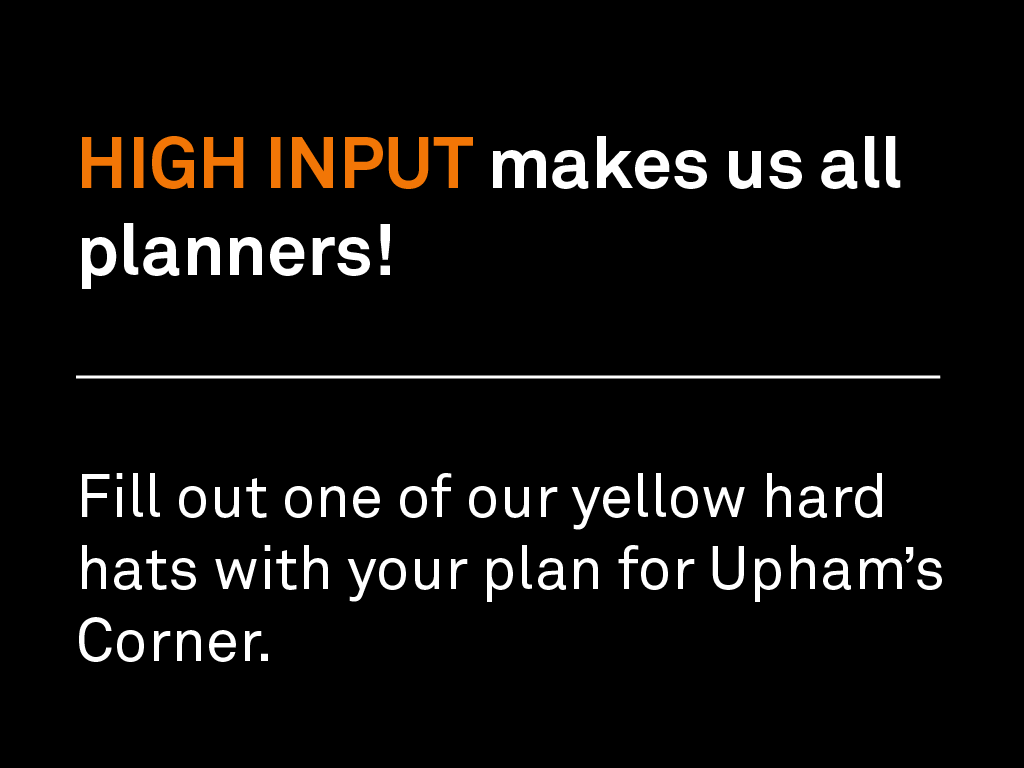 HIGH INPUT makes us all
planners!
Fill out one of our yellow hard
hats with your plan for Upham’s
Corner.